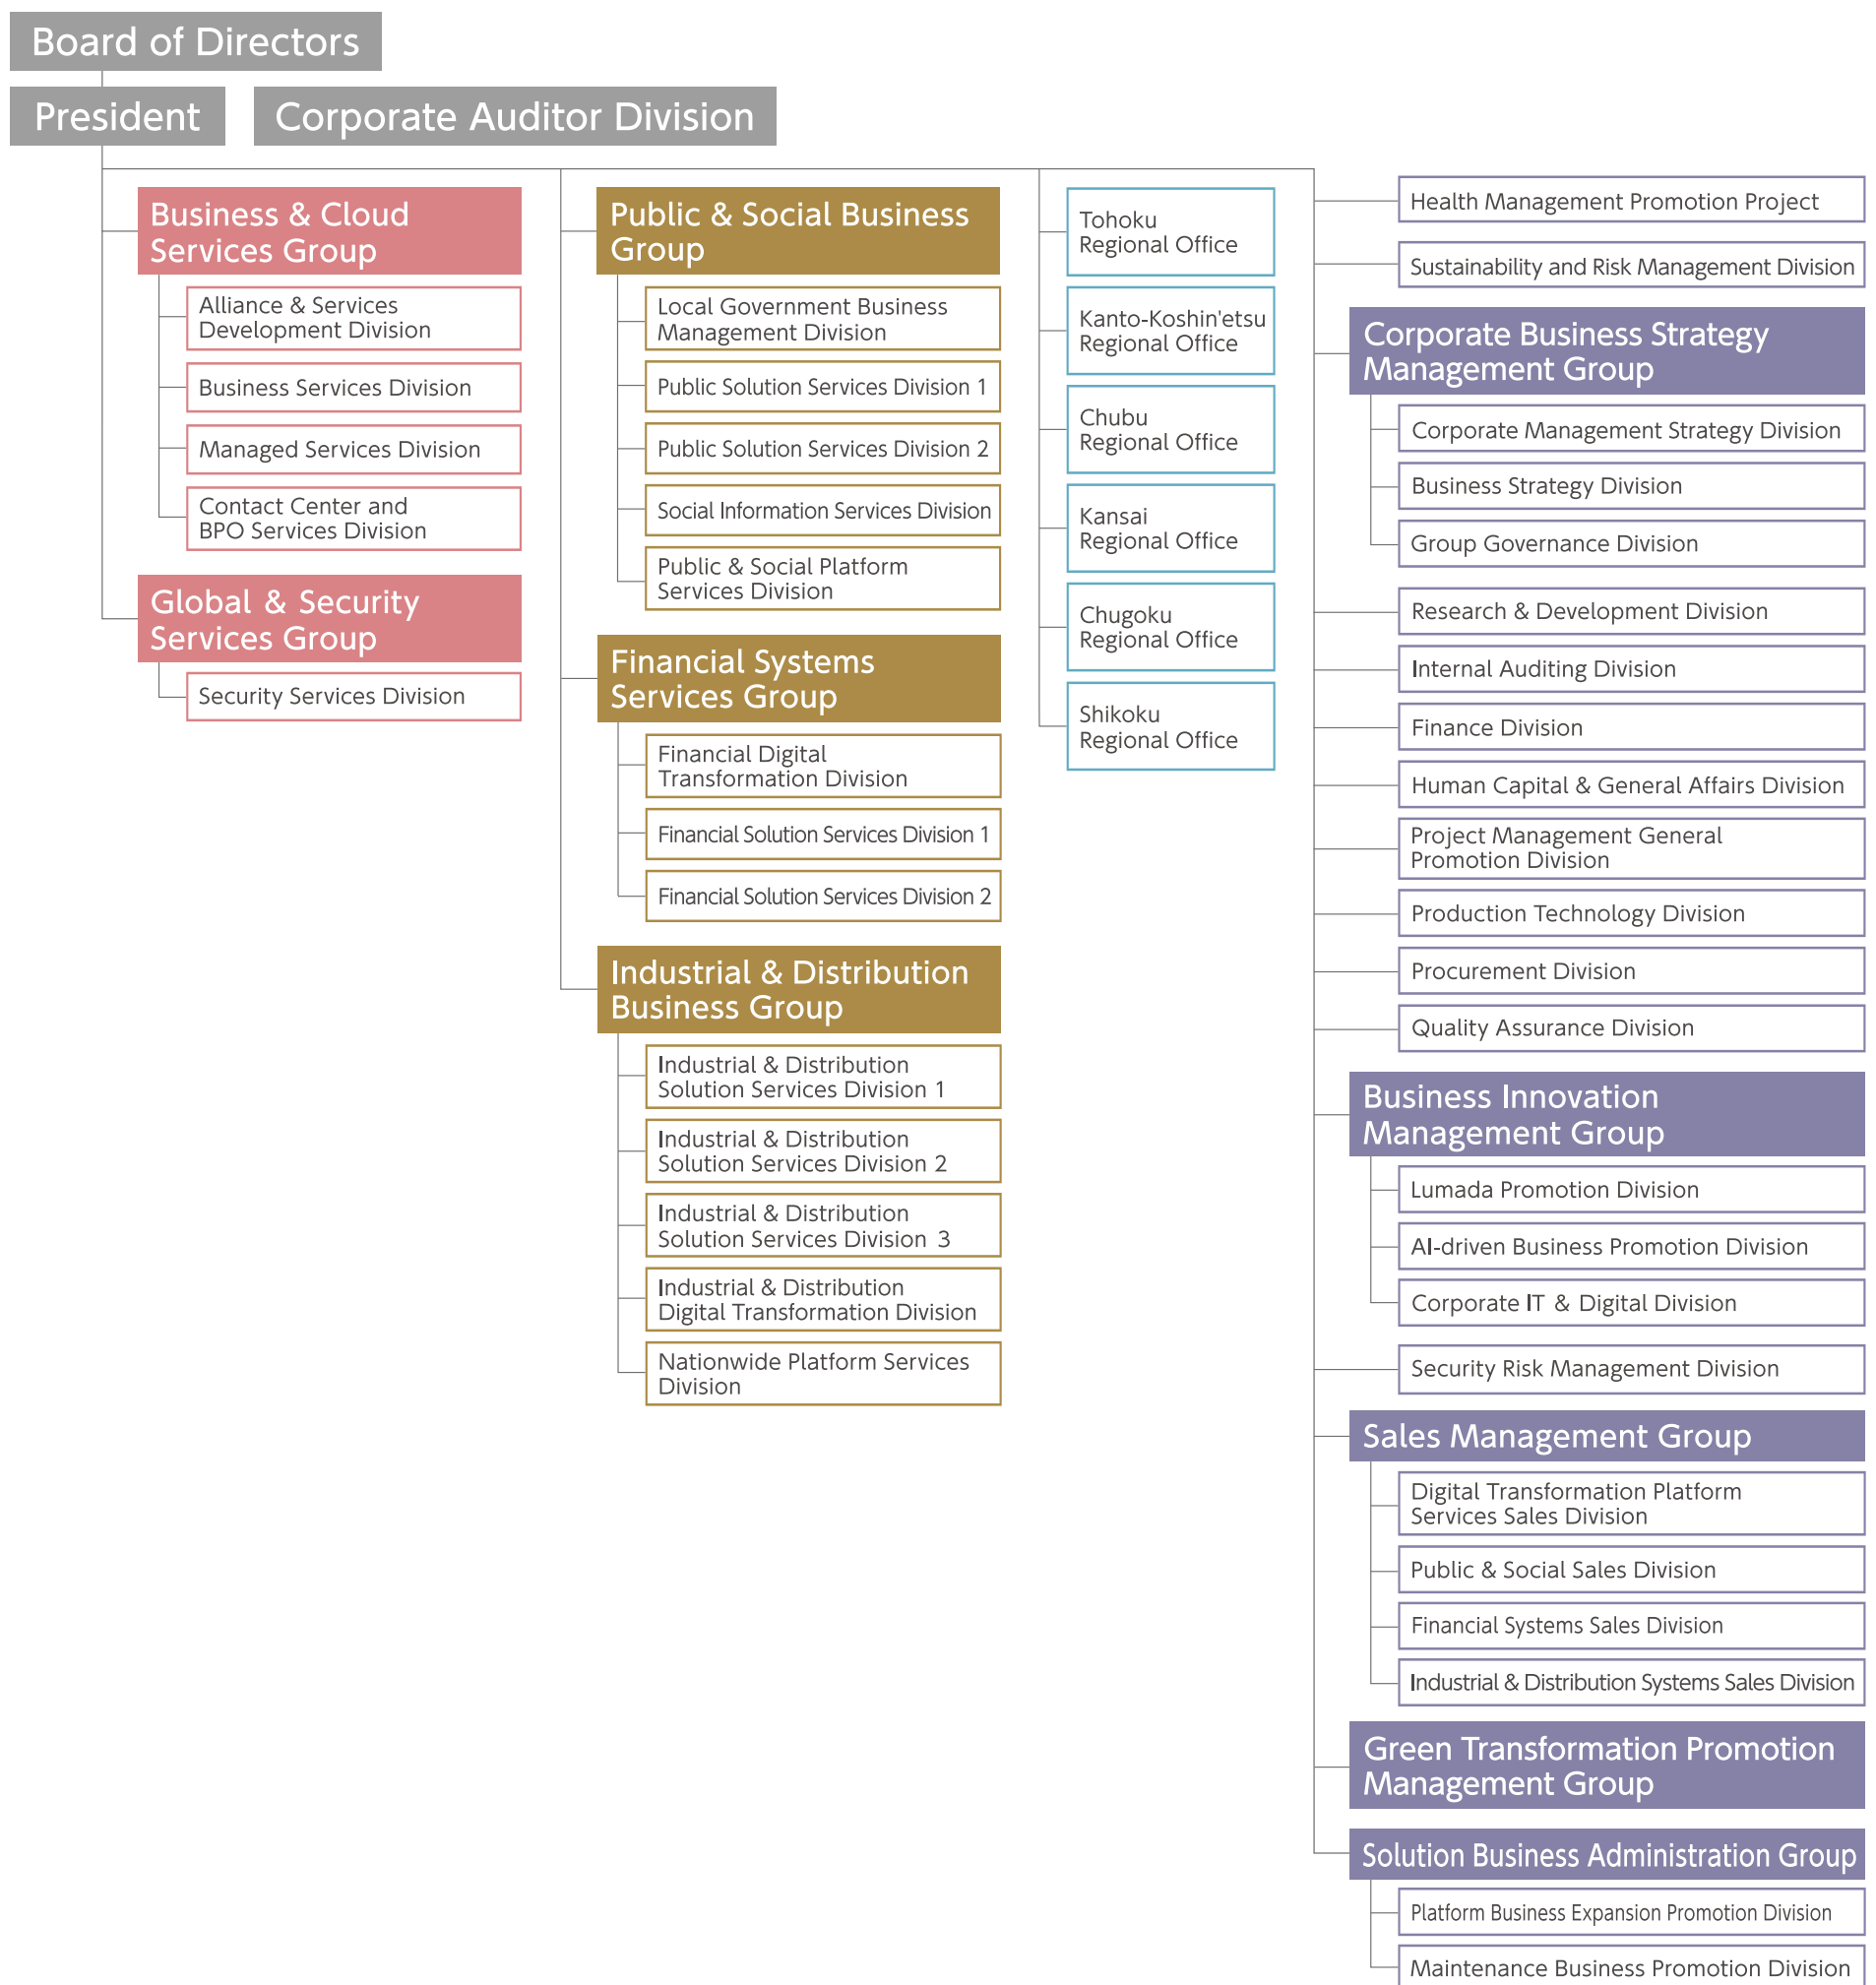 Board of Directors
President
Corporate Auditor Division
Business & Cloud
Services Group
Alliance & Services
Development Division
Business Services Division
Managed Services Division
Contact Center and
BPO Services Division
Global & Security
Services Group
Security Services Division
Public & Social Business
Group
Local Government Business
Management Division
Public Solution Services Division 1
Public Solution Services Division 2
Social Information Services Division
Public & Social Platform
Services Division
Financial Systems
Services Group
Financial Digital
Transformation Division
Financial Solution Services Division 1
Financial Solution Services Division 2
Industrial & Distribution
Business Group
Industrial & Distribution
Solution Services Division 1
Industrial & Distribution
Solution Services Division 2
Industrial & Distribution
Solution Services Division 3
Industrial & Distribution
Digital Transformation Division
Nationwide Platform Services
Division
Tohoku
Regional Office
Kanto-Koshin'etsu
Regional Office
Chubu
Regional Office
Kansai
Regional Office
Chugoku
Regional Office
Shikoku
Regional Office
Health Management Promotion Project
Sustainability and Risk Management Division
Corporate Business Strategy
Management Group
Corporate Management Strategy Division
Business Strategy Division
Group Governance Division
Research & Development Division
Internal Auditing Division
Finance Division
Human Capital & General Affairs Division
Project Management General
Promotion Division
Production Technology Division
Procurement Division
Quality Assurance Division
Business Innovation
Management Group
Lumada Promotion Division
AI-driven Business Promotion Division
Corporate IT & Digital Division
Security Risk Management Division
Sales Management Group
Digital Transformation Platform
Services Sales Division
Public & Social Sales Division
Financial Systems Sales Division
Industrial & Distribution Systems Sales Division
Green Transformation Promotion
Management Group
Solution Business Administration Group
Platform Business Expansion Promotion Division
Maintenance Business Promotion Division